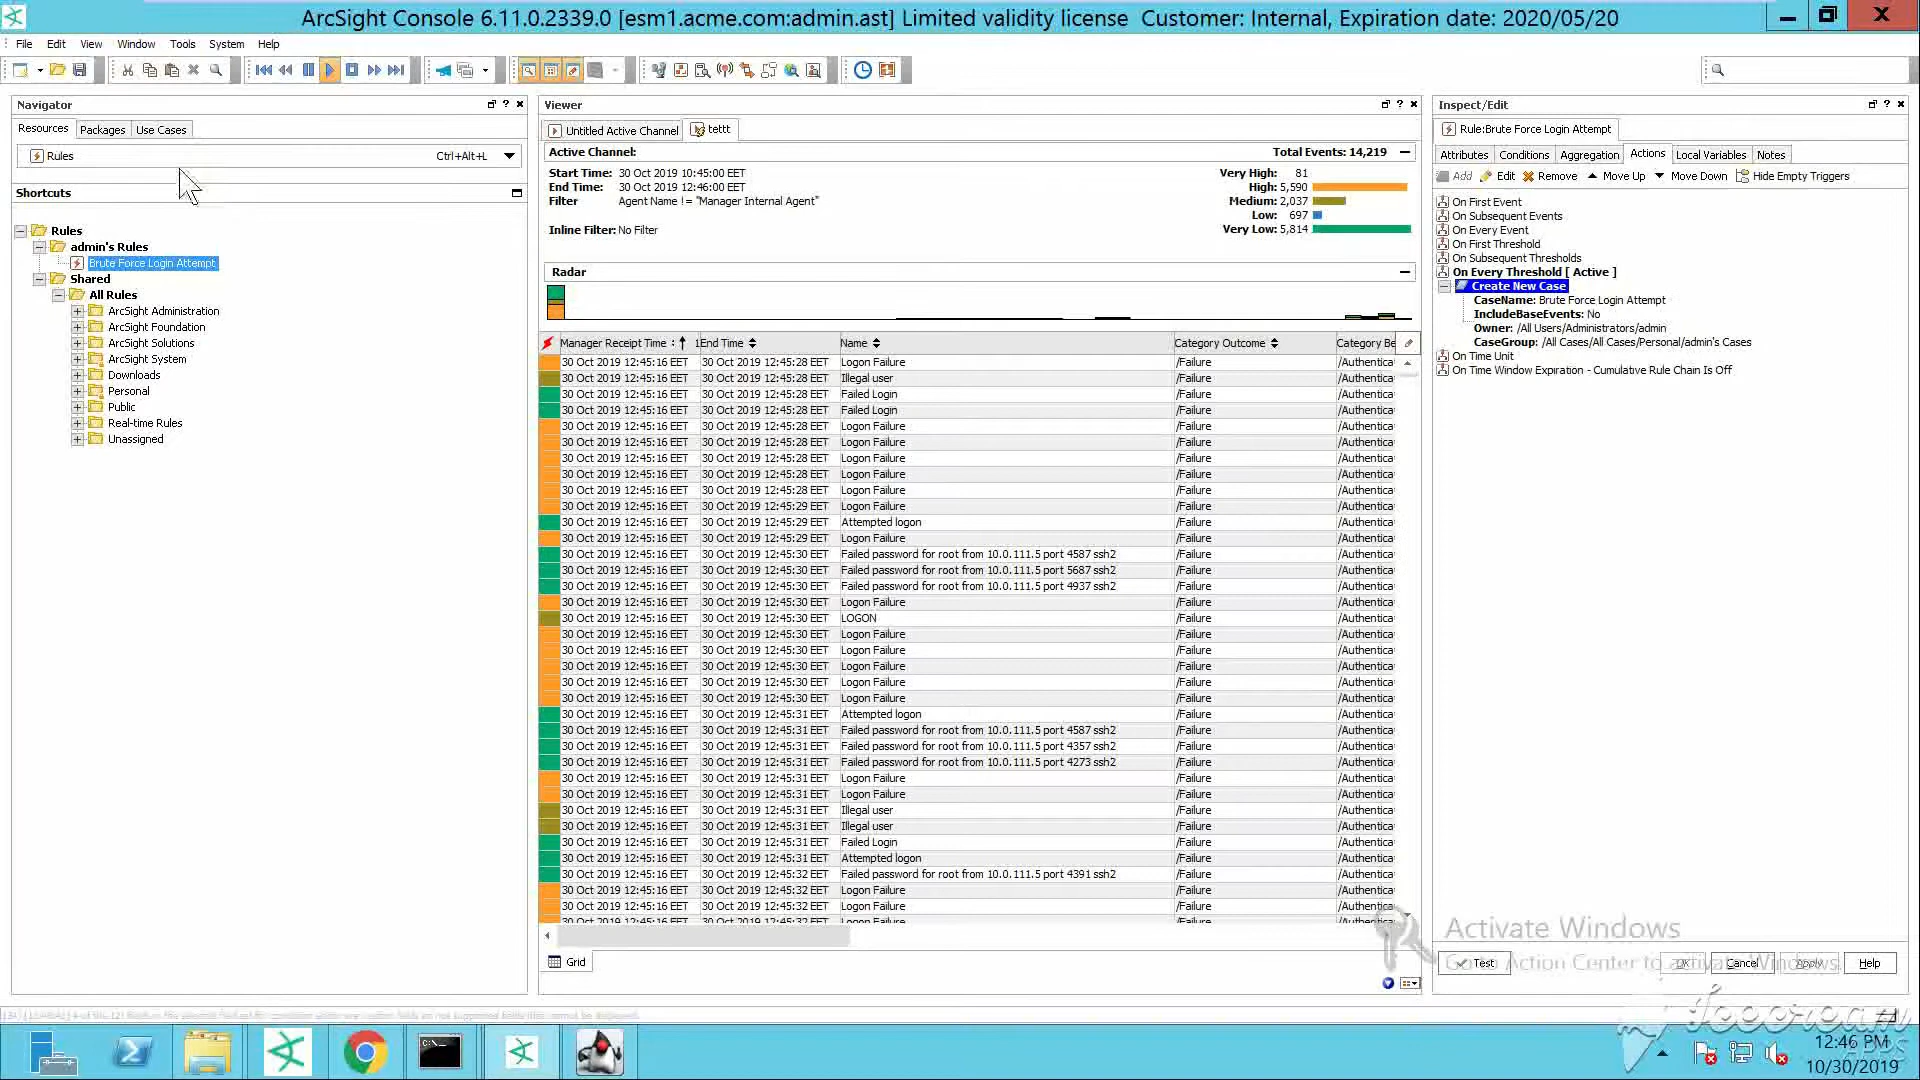 ArcSight Console 6.11.0.2339.0 [esm1.acme.com:admin.ast] Limited validity license Customer: Internal, Expiration date: 2020/05/20
File Edit View Window Tools System Help
Navigator
Resources Packages Use Cases
Rules Ctrl+Alt+L
Shortcuts
Rules
admin's Rules
Brute Force Login Attempt
Shared
All Rules
ArcSight Administration
ArcSight Foundation
ArcSight Solutions
ArcSight System
Downloads
Personal
Public
Real-time Rules
Unassigned
Viewer
Untitled Active Channel tettt
Active Channel: Total Events: 14,219
Start Time: 30 Oct 2019 10:45:00 EET
End Time: 30 Oct 2019 12:46:00 EET
Filter Agent Name != "Manager Internal Agent"
Inline Filter: No Filter
Very High: 81
High: 5,590
Medium: 2,037
Low: 697
Very Low: 5,814
Radar
Manager Receipt Time 1 End Time Name Category Outcome Category Be
30 Oct 2019 12:45:16 EET 30 Oct 2019 12:45:28 EET Logon Failure /Failure /Authentica
30 Oct 2019 12:45:16 EET 30 Oct 2019 12:45:28 EET Illegal user /Failure /Authentica
30 Oct 2019 12:45:16 EET 30 Oct 2019 12:45:28 EET Failed Login /Failure /Authentica
30 Oct 2019 12:45:16 EET 30 Oct 2019 12:45:28 EET Failed Login /Failure /Authentica
30 Oct 2019 12:45:16 EET 30 Oct 2019 12:45:28 EET Logon Failure /Failure /Authentica
30 Oct 2019 12:45:16 EET 30 Oct 2019 12:45:28 EET Logon Failure /Failure /Authentica
30 Oct 2019 12:45:16 EET 30 Oct 2019 12:45:28 EET Logon Failure /Failure /Authentica
30 Oct 2019 12:45:16 EET 30 Oct 2019 12:45:28 EET Logon Failure /Failure /Authentica
30 Oct 2019 12:45:16 EET 30 Oct 2019 12:45:28 EET Logon Failure /Failure /Authentica
30 Oct 2019 12:45:16 EET 30 Oct 2019 12:45:29 EET Logon Failure /Failure /Authentica
30 Oct 2019 12:45:16 EET 30 Oct 2019 12:45:29 EET Attempted logon /Failure /Authentica
30 Oct 2019 12:45:16 EET 30 Oct 2019 12:45:29 EET Logon Failure /Failure /Authentica
30 Oct 2019 12:45:16 EET 30 Oct 2019 12:45:30 EET Failed password for root from 10.0.111.5 port 4587 ssh2 /Failure /Authentica
30 Oct 2019 12:45:16 EET 30 Oct 2019 12:45:30 EET Failed password for root from 10.0.111.5 port 5687 ssh2 /Failure /Authentica
30 Oct 2019 12:45:16 EET 30 Oct 2019 12:45:30 EET Failed password for root from 10.0.111.5 port 4937 ssh2 /Failure /Authentica
30 Oct 2019 12:45:16 EET 30 Oct 2019 12:45:30 EET Logon Failure /Failure /Authentica
30 Oct 2019 12:45:16 EET 30 Oct 2019 12:45:30 EET LOGON /Failure /Authentica
30 Oct 2019 12:45:16 EET 30 Oct 2019 12:45:30 EET Logon Failure /Failure /Authentica
30 Oct 2019 12:45:16 EET 30 Oct 2019 12:45:30 EET Logon Failure /Failure /Authentica
30 Oct 2019 12:45:16 EET 30 Oct 2019 12:45:30 EET Logon Failure /Failure /Authentica
30 Oct 2019 12:45:16 EET 30 Oct 2019 12:45:30 EET Logon Failure /Failure /Authentica
30 Oct 2019 12:45:16 EET 30 Oct 2019 12:45:30 EET Logon Failure /Failure /Authentica
30 Oct 2019 12:45:16 EET 30 Oct 2019 12:45:31 EET Attempted logon /Failure /Authentica
30 Oct 2019 12:45:16 EET 30 Oct 2019 12:45:31 EET Failed password for root from 10.0.111.5 port 4587 ssh2 /Failure /Authentica
30 Oct 2019 12:45:16 EET 30 Oct 2019 12:45:31 EET Failed password for root from 10.0.111.5 port 4357 ssh2 /Failure /Authentica
30 Oct 2019 12:45:16 EET 30 Oct 2019 12:45:31 EET Failed password for root from 10.0.111.5 port 4273 ssh2 /Failure /Authentica
30 Oct 2019 12:45:16 EET 30 Oct 2019 12:45:31 EET Logon Failure /Failure /Authentica
30 Oct 2019 12:45:16 EET 30 Oct 2019 12:45:31 EET Logon Failure /Failure /Authentica
30 Oct 2019 12:45:16 EET 30 Oct 2019 12:45:31 EET Illegal user /Failure /Authentica
30 Oct 2019 12:45:16 EET 30 Oct 2019 12:45:31 EET Illegal user /Failure /Authentica
30 Oct 2019 12:45:16 EET 30 Oct 2019 12:45:31 EET Failed Login /Failure /Authentica
30 Oct 2019 12:45:16 EET 30 Oct 2019 12:45:31 EET Attempted logon /Failure /Authentica
30 Oct 2019 12:45:16 EET 30 Oct 2019 12:45:32 EET Failed password for root from 10.0.111.5 port 4391 ssh2 /Failure /Authentica
30 Oct 2019 12:45:16 EET 30 Oct 2019 12:45:32 EET Logon Failure /Failure /Authentica
30 Oct 2019 12:45:16 EET 30 Oct 2019 12:45:32 EET Logon Failure /Failure /Authentica
30 Oct 2019 12:45:16 EET 30 Oct 2019 12:45:32 EET Logon Failure /Failure /Authentica
Grid
Inspect/Edit
Rule:Brute Force Login Attempt
Attributes Conditions Aggregation Actions Local Variables Notes
Add Edit Remove Move Up Move Down Hide Empty Triggers
On First Event
On Subsequent Events
On Every Event
On First Threshold
On Subsequent Thresholds
On Every Threshold [ Active ]
Create New Case
CaseName: Brute Force Login Attempt
IncludeBaseEvents: No
Owner: /All Users/Administrators/admin
CaseGroup: /All Cases/All Cases/Personal/admin's Cases
On Time Unit
On Time Window Expiration - Cumulative Rule Chain Is Off
Activate Windows
Go to Action Center to activate Windows.
Test OK Cancel Apply Help
Icecream
APPS
12:46 PM
10/30/2019